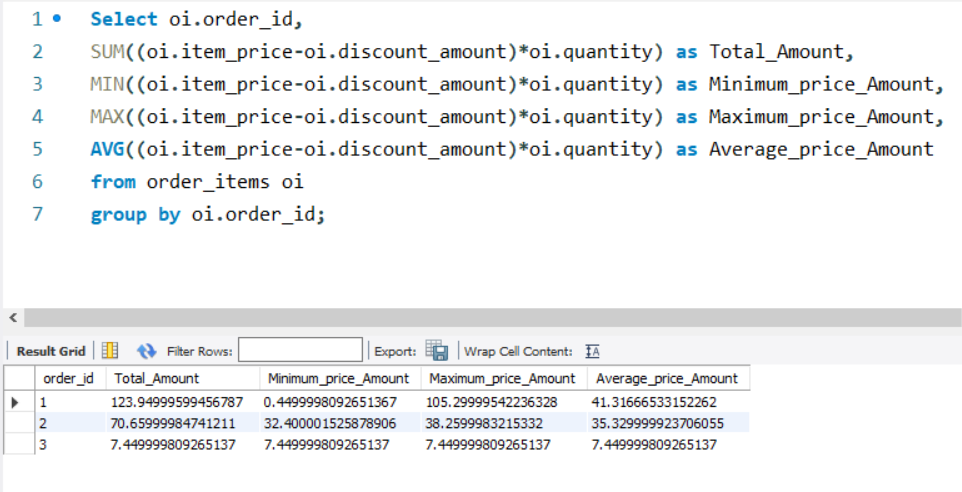 1 Select oi.order_id,
2 SUM((oi.item_price-oi.discount_amount)*oi.quantity) as Total_Amount,
3 MIN((oi.item_price-oi.discount_amount)*oi.quantity) as Minimum_price_Amount,
4 MAX((oi.item_price-oi.discount_amount)*oi.quantity) as Maximum_price_Amount,
5 AVG((oi.item_price-oi.discount_amount)*oi.quantity) as Average_price_Amount
6 from order_items oi
7 group by oi.order_id;
Result Grid Filter Rows: Export: Wrap Cell Content: IA
order_id Total_Amount Minimum_price_Amount Maximum_price_Amount Average_price_Amount
1 123.94999599456787 0.4499998092651367 105.29999542236328 41.31666533152262
2 70.65999984741211 32.400001525878906 38.2599983215332 35.329999923706055
3 7.449999809265137 7.449999809265137 7.449999809265137 7.449999809265137